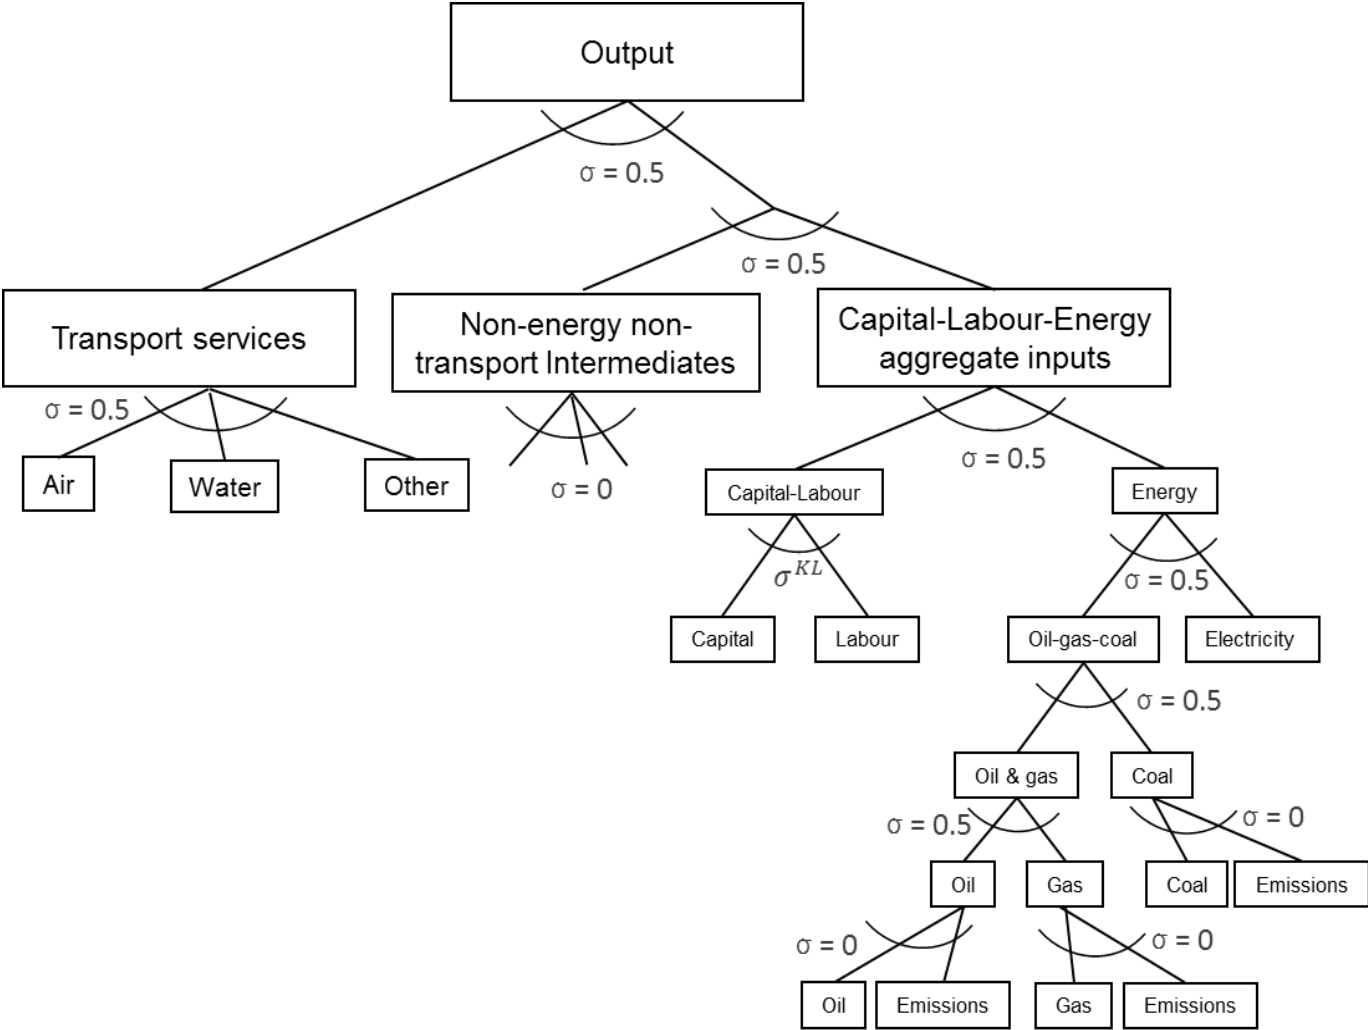 Output
σ = 0.5
σ = 0.5
Transport services
Non-energy non-
transport Intermediates
Capital-Labour-Energy
aggregate inputs
σ = 0.5
σ = 0
σ = 0.5
Air
Water
Other
Capital-Labour
Energy
σ^KL
σ = 0.5
Capital
Labour
Oil-gas-coal
Electricity
σ = 0.5
Oil & gas
Coal
σ = 0.5
σ = 0
Oil
Gas
Coal
Emissions
σ = 0
σ = 0
Oil
Emissions
Gas
Emissions